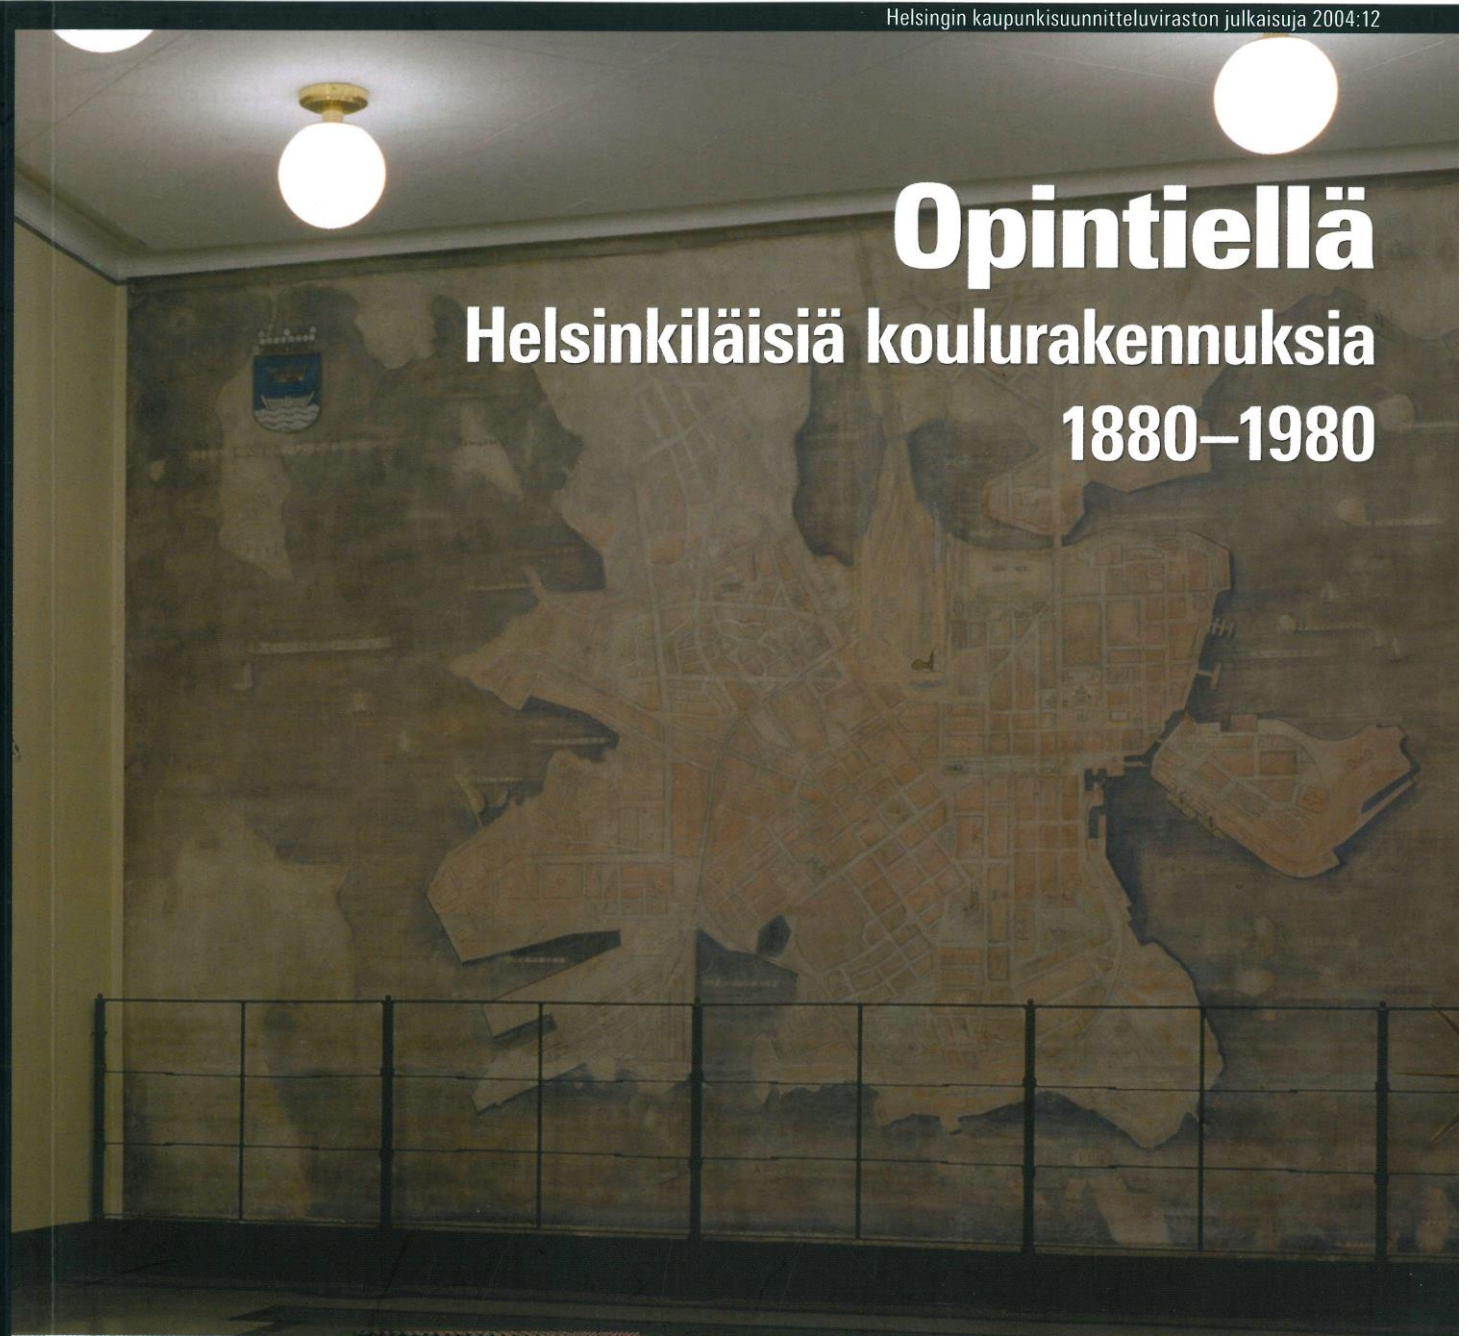 Helsingin kaupunkisuunnitteluviraston julkaisuja 2004:12
Opintiellä
Helsinkiläisiä koulurakennuksia
1880–1980